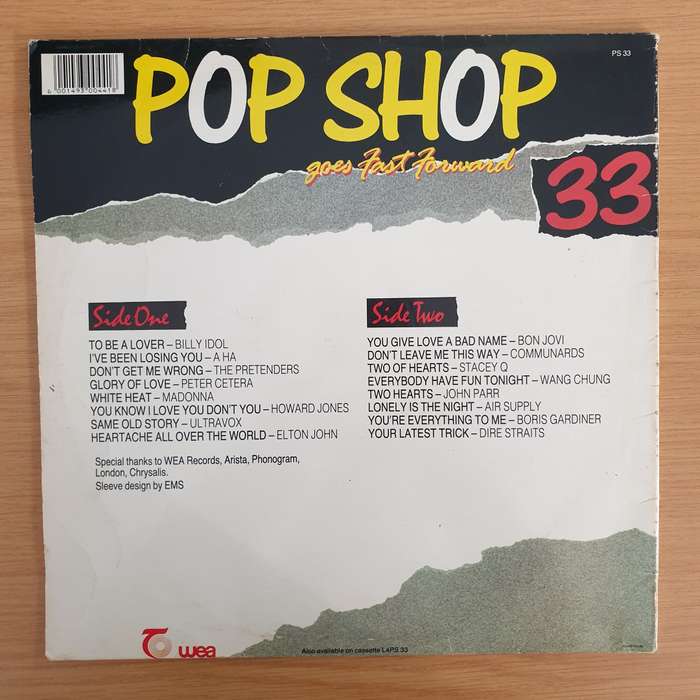 PS 33
6 001493 004418
POP SHOP
goes Fast Forward
33
Side One
TO BE A LOVER – BILLY IDOL
I'VE BEEN LOSING YOU – A HA
DON'T GET ME WRONG – THE PRETENDERS
GLORY OF LOVE – PETER CETERA
WHITE HEAT – MADONNA
YOU KNOW I LOVE YOU DON'T YOU – HOWARD JONES
SAME OLD STORY – ULTRAVOX
HEARTACHE ALL OVER THE WORLD – ELTON JOHN
Special thanks to WEA Records, Arista, Phonogram,
London, Chrysalis.
Sleeve design by EMS
Side Two
YOU GIVE LOVE A BAD NAME – BON JOVI
DON'T LEAVE ME THIS WAY – COMMUNARDS
TWO OF HEARTS – STACEY Q
EVERYBODY HAVE FUN TONIGHT – WANG CHUNG
TWO HEARTS – JOHN PARR
LONELY IS THE NIGHT – AIR SUPPLY
YOU'RE EVERYTHING TO ME – BORIS GARDINER
YOUR LATEST TRICK – DIRE STRAITS
wea
Also available on cassette L4PS 33